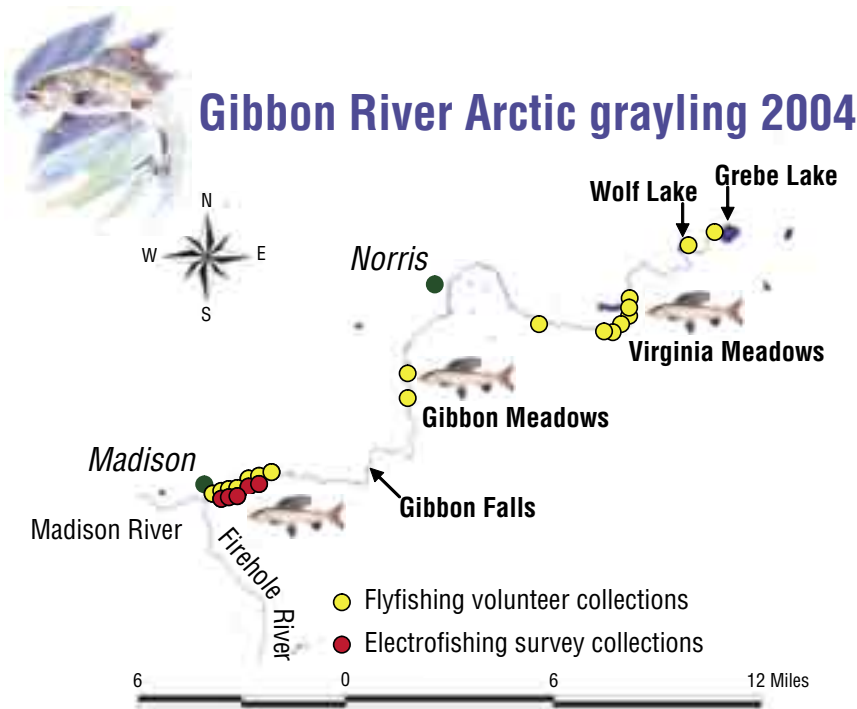 Gibbon River Arctic grayling 2004
N
W
E
S
Wolf Lake
Grebe Lake
Norris
Virginia Meadows
Gibbon Meadows
Madison
Gibbon Falls
Madison River
Firehole River
Flyfishing volunteer collections
Electrofishing survey collections
6
0
6
12 Miles